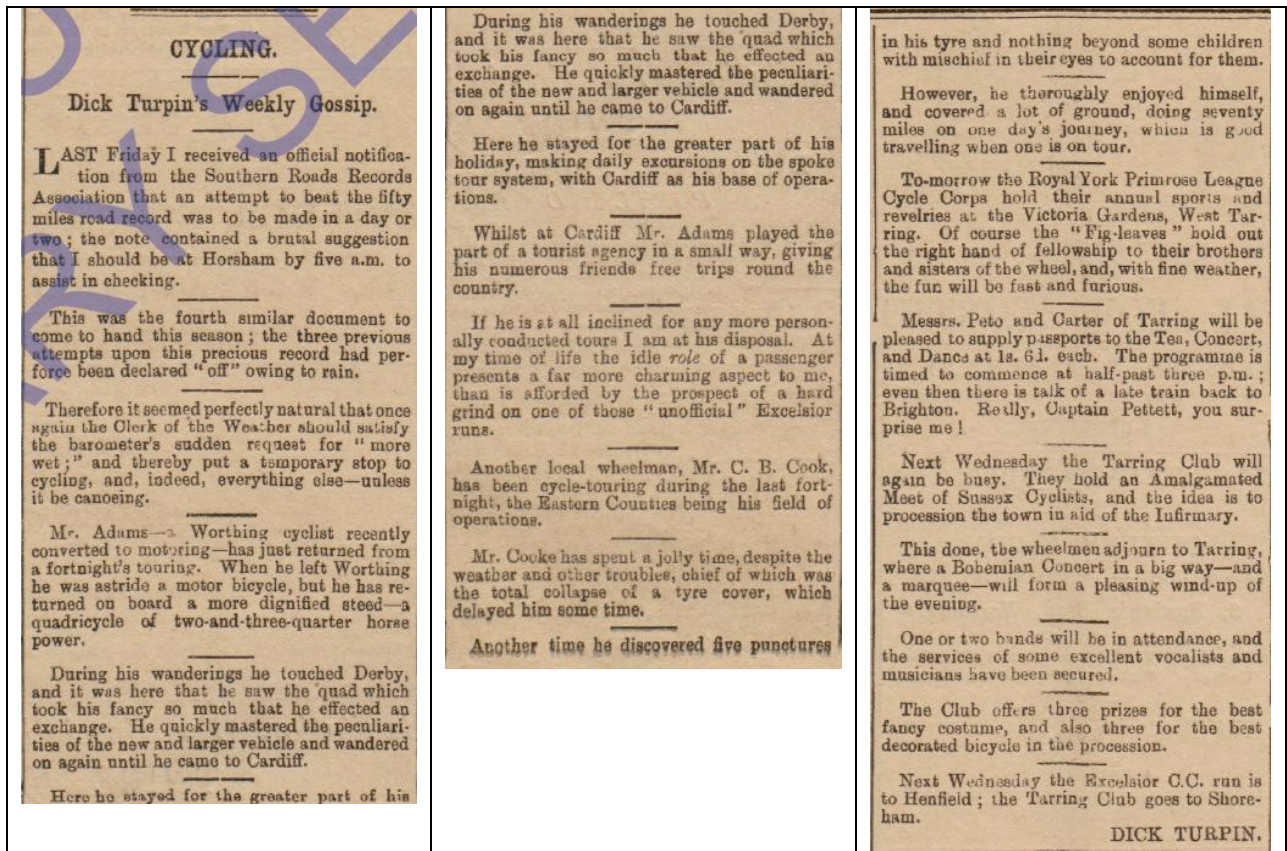 CYCLING.
Dick Turpin's Weekly Gossip.
LAST Friday I received an official notifica-
tion from the Southern Roads Records
Association that an attempt to beat the fifty
miles road record was to be made in a day or
two; the note contained a brutal suggestion
that I should be at Horsham by five a.m. to
assist in checking.
This was the fourth similar document to
come to hand this season; the three previous
attempts upon this precious record had per-
force been declared "off" owing to rain.
Therefore it seemed perfectly natural that once
again the Clerk of the Weather should satisfy
the barometer's sudden request for "more
wet;" and thereby put a temporary stop to
cycling, and, indeed, everything else—unless
it be canoeing.
Mr. Adams—a Worthing cyclist recently
converted to motoring—has just returned from
a fortnight's touring. When he left Worthing
he was astride a motor bicycle, but he has re-
turned on board a more dignified steed—a
quadricycle of two-and-three-quarter horse
power.
During his wanderings he touched Derby,
and it was here that he saw the quad which
took his fancy so much that he effected an
exchange. He quickly mastered the peculiari-
ties of the new and larger vehicle and wandered
on again until he came to Cardiff.
Here he stayed for the greater part of his
During his wanderings he touched Derby,
and it was here that he saw the quad which
took his fancy so much that he effected an
exchange. He quickly mastered the peculiari-
ties of the new and larger vehicle and wandered
on again until he came to Cardiff.
Here he stayed for the greater part of his
holiday, making daily excursions on the spoke
tour system, with Cardiff as his base of opera-
tions.
Whilst at Cardiff Mr. Adams played the
part of a tourist agency in a small way, giving
his numerous friends free trips round the
country.
If he is at all inclined for any more person-
ally conducted tours I am at his disposal. At
my time of life the idle role of a passenger
presents a far more charming aspect to me,
than is afforded by the prospect of a hard
grind on one of those "unofficial" Excelsior
runs.
Another local wheelman, Mr. C. B. Cook,
has been cycle-touring during the last fort-
night, the Eastern Counties being his field of
operations.
Mr. Cooke has spent a jolly time, despite the
weather and other troubles, chief of which was
the total collapse of a tyre cover, which
delayed him some time.
Another time he discovered five punctures
in his tyre and nothing beyond some children
with mischief in their eyes to account for them.
However, he thoroughly enjoyed himself,
and covered a lot of ground, doing seventy
miles on one day's journey, which is good
travelling when one is on tour.
To-morrow the Royal York Primrose League
Cycle Corps hold their annual sports and
revelries at the Victoria Gardens, West Tar-
ring. Of course the "Fig-leaves" hold out
the right hand of fellowship to their brothers
and sisters of the wheel, and, with fine weather,
the fun will be fast and furious.
Messrs. Peto and Carter of Tarring will be
pleased to supply passports to the Tea, Concert,
and Dance at 1s. 6d. each. The programme is
timed to commence at half-past three p.m.;
even then there is talk of a late train back to
Brighton. Really, Captain Pettett, you sur-
prise me!
Next Wednesday the Tarring Club will
again be busy. They hold an Amalgamated
Meet of Sussex Cyclists, and the idea is to
procession the town in aid of the Infirmary.
This done, the wheelmen adjourn to Tarring,
where a Bohemian Concert in a big way—and
a marquee—will form a pleasing wind-up of
the evening.
One or two bands will be in attendance, and
the services of some excellent vocalists and
musicians have been secured.
The Club offers three prizes for the best
fancy costume, and also three for the best
decorated bicycle in the procession.
Next Wednesday the Excelsior C.C. run is
to Henfield; the Tarring Club goes to Shore-
ham.
DICK TURPIN.